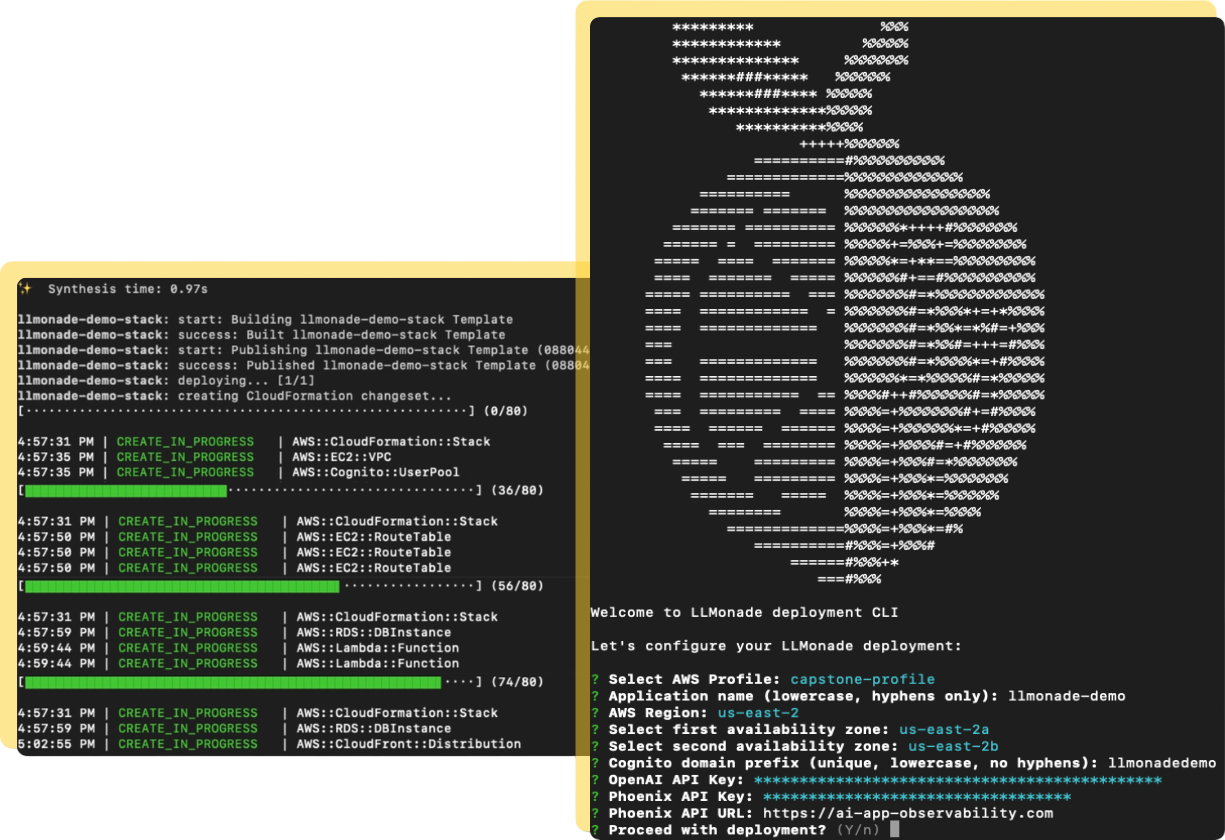 ✨  Synthesis time: 0.97s
llmonade-demo-stack: start: Building llmonade-demo-stack Template
llmonade-demo-stack: success: Built llmonade-demo-stack Template
llmonade-demo-stack: start: Publishing llmonade-demo-stack Template (088044
llmonade-demo-stack: success: Published llmonade-demo-stack Template (08804
llmonade-demo-stack: deploying... [1/1]
llmonade-demo-stack: creating CloudFormation changeset...
(0/80)
4:57:31 PM | CREATE_IN_PROGRESS | AWS::CloudFormation::Stack
4:57:35 PM | CREATE_IN_PROGRESS | AWS::EC2::VPC
4:57:35 PM | CREATE_IN_PROGRESS | AWS::Cognito::UserPool
(36/80)
4:57:31 PM | CREATE_IN_PROGRESS | AWS::CloudFormation::Stack
4:57:50 PM | CREATE_IN_PROGRESS | AWS::EC2::RouteTable
4:57:50 PM | CREATE_IN_PROGRESS | AWS::EC2::RouteTable
4:57:50 PM | CREATE_IN_PROGRESS | AWS::EC2::RouteTable
(56/80)
4:57:31 PM | CREATE_IN_PROGRESS | AWS::CloudFormation::Stack
4:57:59 PM | CREATE_IN_PROGRESS | AWS::RDS::DBInstance
4:59:44 PM | CREATE_IN_PROGRESS | AWS::Lambda::Function
4:59:44 PM | CREATE_IN_PROGRESS | AWS::Lambda::Function
(74/80)
4:57:31 PM | CREATE_IN_PROGRESS | AWS::CloudFormation::Stack
4:57:59 PM | CREATE_IN_PROGRESS | AWS::RDS::DBInstance
5:02:55 PM | CREATE_IN_PROGRESS | AWS::CloudFront::Distribution
Welcome to LLMonade deployment CLI
Let's configure your LLMonade deployment:
? Select AWS Profile: capstone-profile
? Application name (lowercase, hyphens only): llmonade-demo
? AWS Region: us-east-2
? Select first availability zone: us-east-2a
? Select second availability zone: us-east-2b
? Cognito domain prefix (unique, lowercase, no hyphens): llmonadedemo
? OpenAI API Key: *********************************************
? Phoenix API Key: **********************************
? Phoenix API URL: https://ai-app-observability.com
? Proceed with deployment? (Y/n)